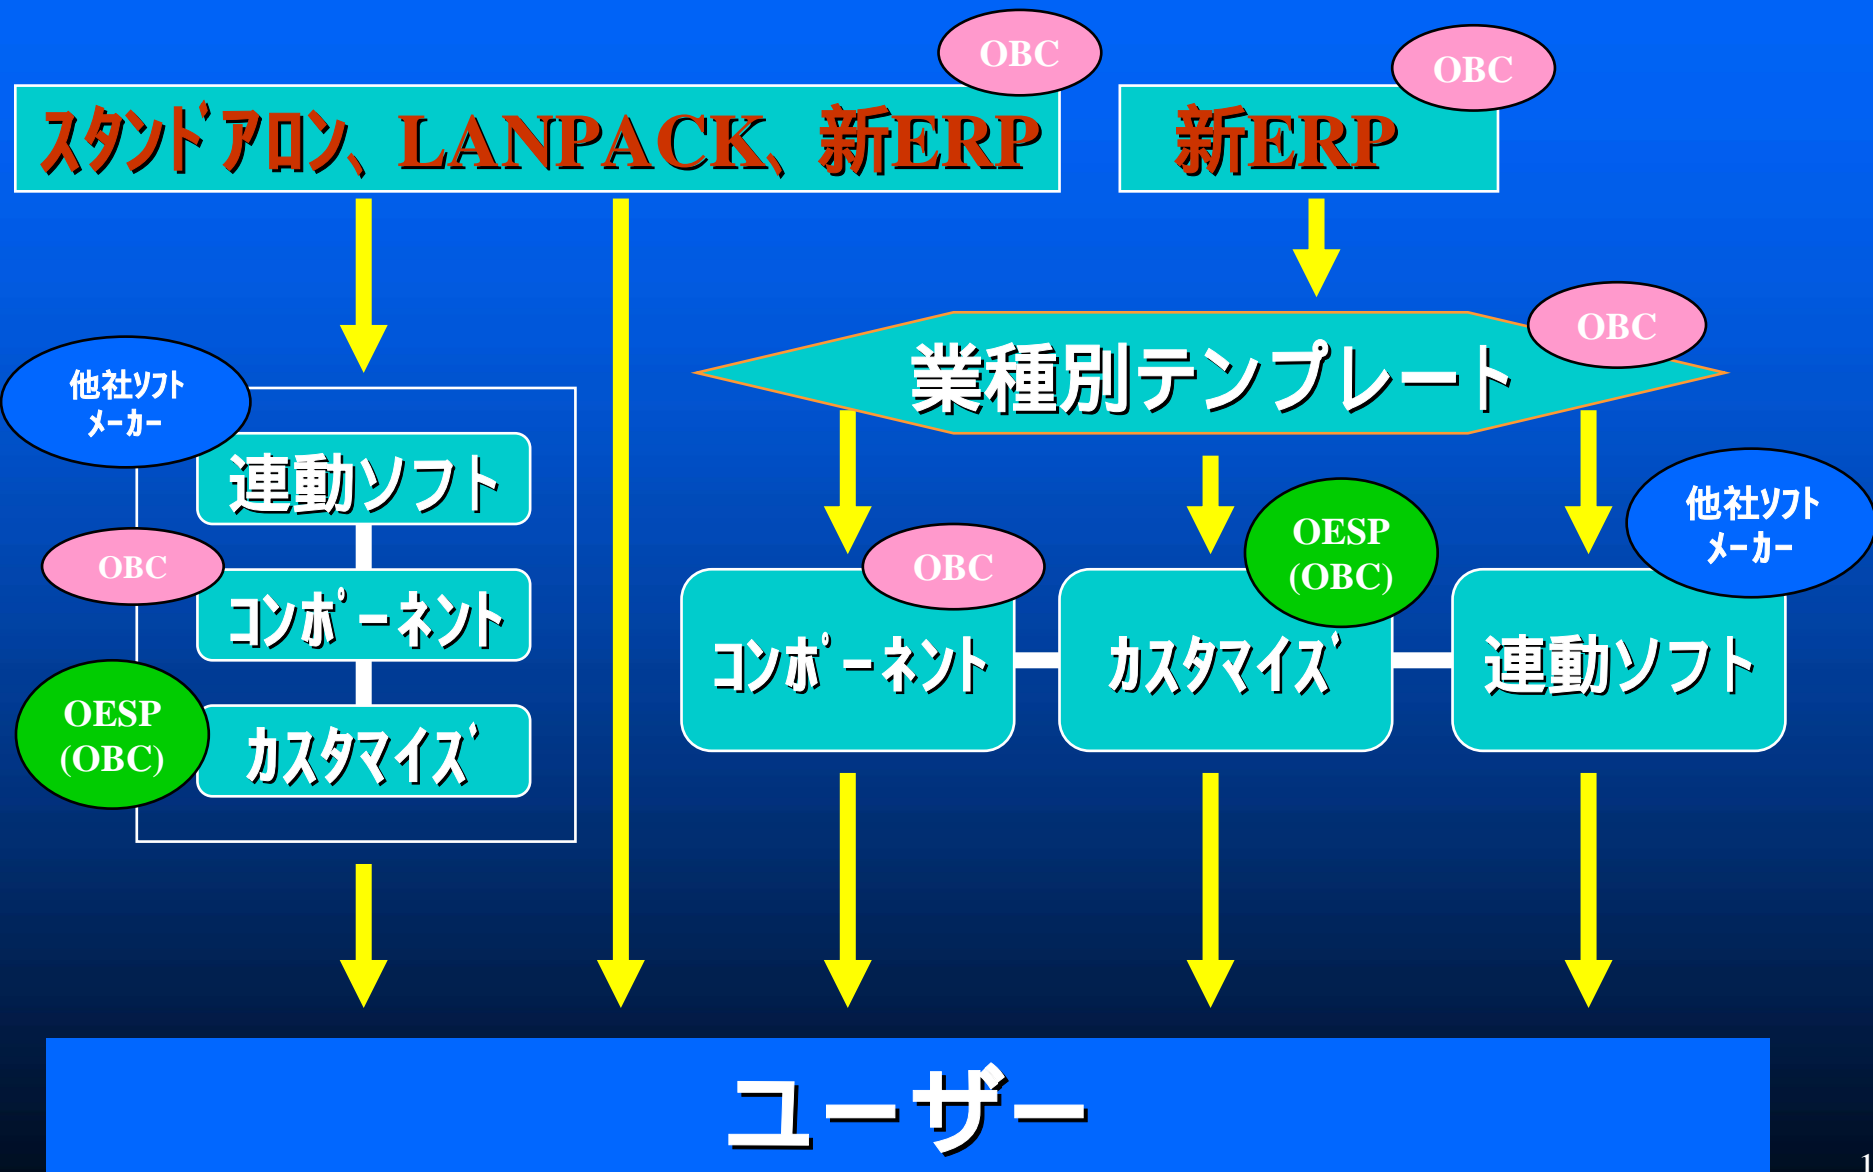 OBC
OBC
ｽﾀﾝﾄﾞｱﾛﾝ、LANPACK、新ERP
新ERP
OBC
業種別テンプレート
他社ｿﾌﾄ
ﾒｰｶｰ
連動ソフト
OBC
ｺﾝﾎﾟｰﾈﾝﾄ
OESP
(OBC)
ｶｽﾀﾏｲｽﾞ
OBC
ｺﾝﾎﾟｰﾈﾝﾄ
OESP
(OBC)
ｶｽﾀﾏｲｽﾞ
他社ｿﾌﾄ
ﾒｰｶｰ
連動ソフト
ユーザー
1